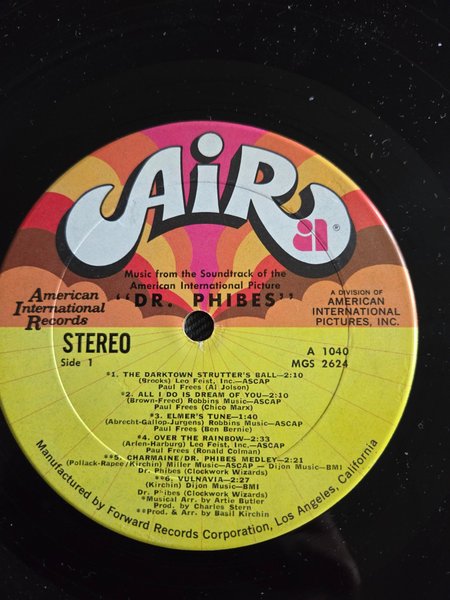 AIR
ai®
Music from the Soundtrack of the
American International Picture
"DR. PHIBES"
American
International
Records
A DIVISION OF
AMERICAN
INTERNATIONAL
PICTURES, INC.
STEREO
Side 1
A 1040
MGS 2624
*1. THE DARKTOWN STRUTTER'S BALL—2:10
(Brooks) Leo Feist, Inc.—ASCAP
Paul Frees (Al Jolson)
*2. ALL I DO IS DREAM OF YOU—2:10
(Brown-Freed) Robbins Music—ASCAP
Paul Frees (Chico Marx)
*3. ELMER'S TUNE—1:40
(Abrecht-Gallop-Jurgens) Robbins Music—ASCAP
Paul Frees (Ben Bernie)
*4. OVER THE RAINBOW—2:33
(Arlen-Harburg) Leo Feist, Inc.—ASCAP
Paul Frees (Ronald Colman)
**5. CHARMAINE/DR. PHIBES MEDLEY—2:21
(Pollack-Rapee/Kirchin) Miller Music—ASCAP — Dijon Music—BMI
Dr. Phibes (Clockwork Wizards)
**6. VULNAVIA—2:27
(Kirchin) Dijon Music—BMI
Dr. Phibes (Clockwork Wizards)
*Musical Arr. by Artie Butler
Prod. by Charles Stern
**Prod. & Arr. by Basil Kirchin
Manufactured by Forward Records Corporation, Los Angeles, California